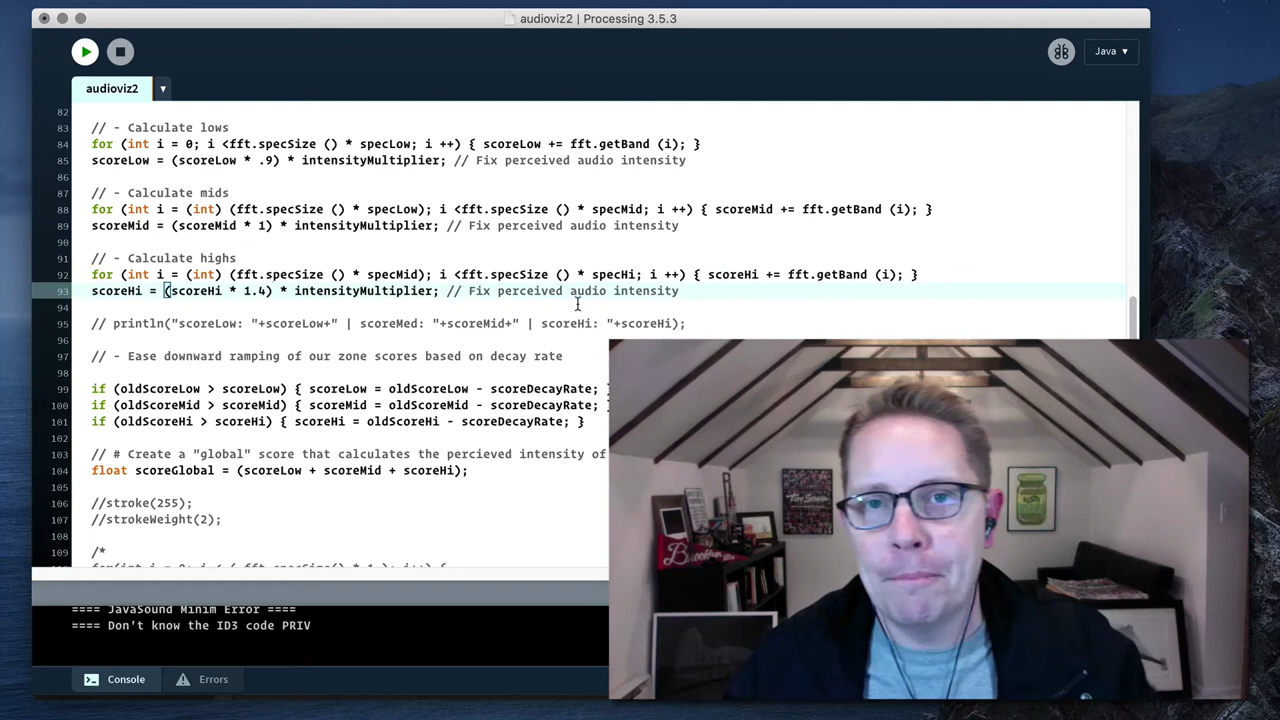 audioviz2 | Processing 3.5.3
Java ▾
audioviz2
82
83 // - Calculate lows
84 for (int i = 0; i <fft.specSize () * specLow; i ++) { scoreLow += fft.getBand (i); }
85 scoreLow = (scoreLow * .9) * intensityMultiplier; // Fix perceived audio intensity
86
87 // - Calculate mids
88 for (int i = (int) (fft.specSize () * specLow); i <fft.specSize () * specMid; i ++) { scoreMid += fft.getBand (i); }
89 scoreMid = (scoreMid * 1) * intensityMultiplier; // Fix perceived audio intensity
90
91 // - Calculate highs
92 for (int i = (int) (fft.specSize () * specMid); i <fft.specSize () * specHi; i ++) { scoreHi += fft.getBand (i); }
93 scoreHi = (scoreHi * 1.4) * intensityMultiplier; // Fix perceived audio intensity
94
95 // println("scoreLow: "+scoreLow+" | scoreMed: "+scoreMid+" | scoreHi: "+scoreHi);
96
97 // - Ease downward ramping of our zone scores based on decay rate
98
99 if (oldScoreLow > scoreLow) { scoreLow = oldScoreLow - scoreDecayRate; }
100 if (oldScoreMid > scoreMid) { scoreMid = oldScoreMid - scoreDecayRate; }
101 if (oldScoreHi > scoreHi) { scoreHi = oldScoreHi - scoreDecayRate; }
102
103 // # Create a "global" score that calculates the percieved intensity of
104 float scoreGlobal = (scoreLow + scoreMid + scoreHi);
105
106 //stroke(255);
107 //strokeWeight(2);
108
109 /*
for(int i = 0; i < ( fft.specSize() * 1 ); i++) {
==== JavaSound Minim Error ====
==== Don't know the ID3 code PRIV
Console
Errors
Brooklyn